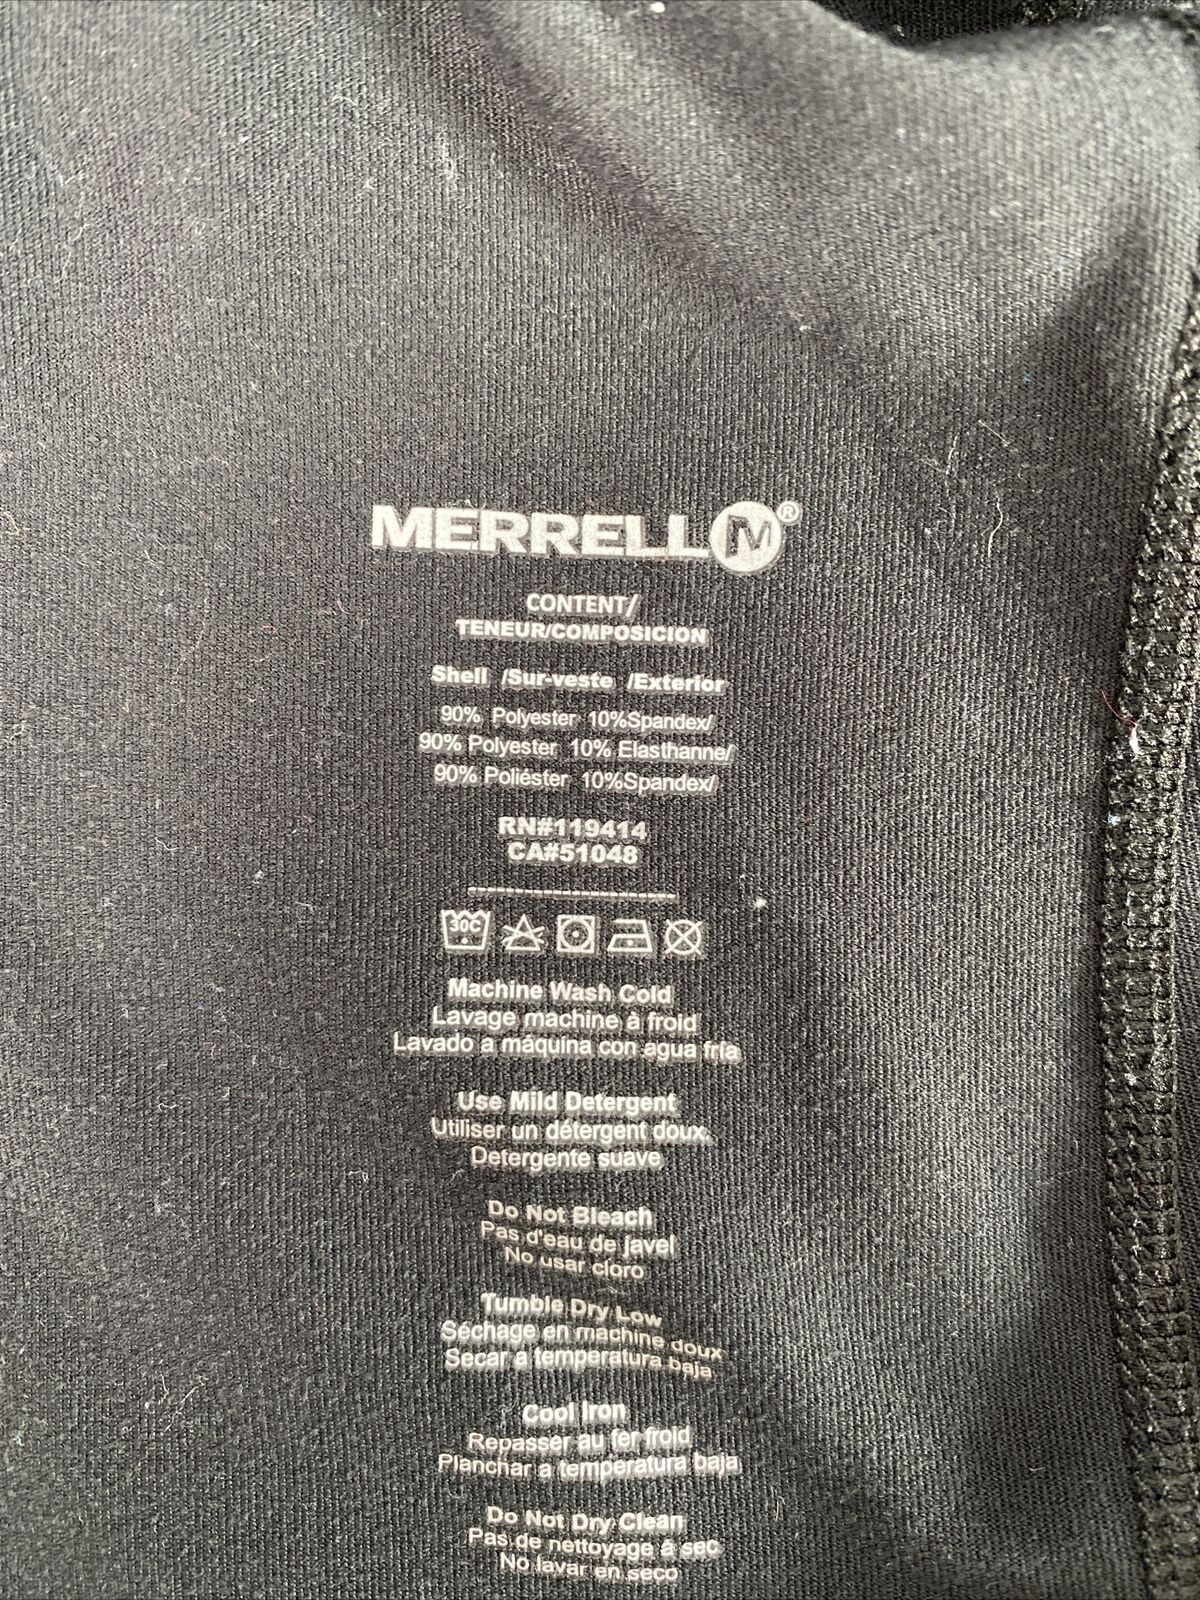 MERRELL M®
CONTENT/
TENEUR/COMPOSICION
Shell /Sur-veste /Exterior
90% Polyester 10%Spandex/
90% Polyester 10% Elasthanne/
90% Poliéster 10%Spandex/
RN#119414
CA#51048
30C
Machine Wash Cold
Lavage machine à froid
Lavado a máquina con agua fría
Use Mild Detergent
Utiliser un détergent doux.
Detergente suave
Do Not Bleach
Pas d'eau de javel
No usar cloro
Tumble Dry Low
Séchage en machine doux
Secar a temperatura baja
Cool Iron
Repasser au fer froid
Planchar a temperatura baja
Do Not Dry Clean
Pas de nettoyage à sec
No lavar en seco